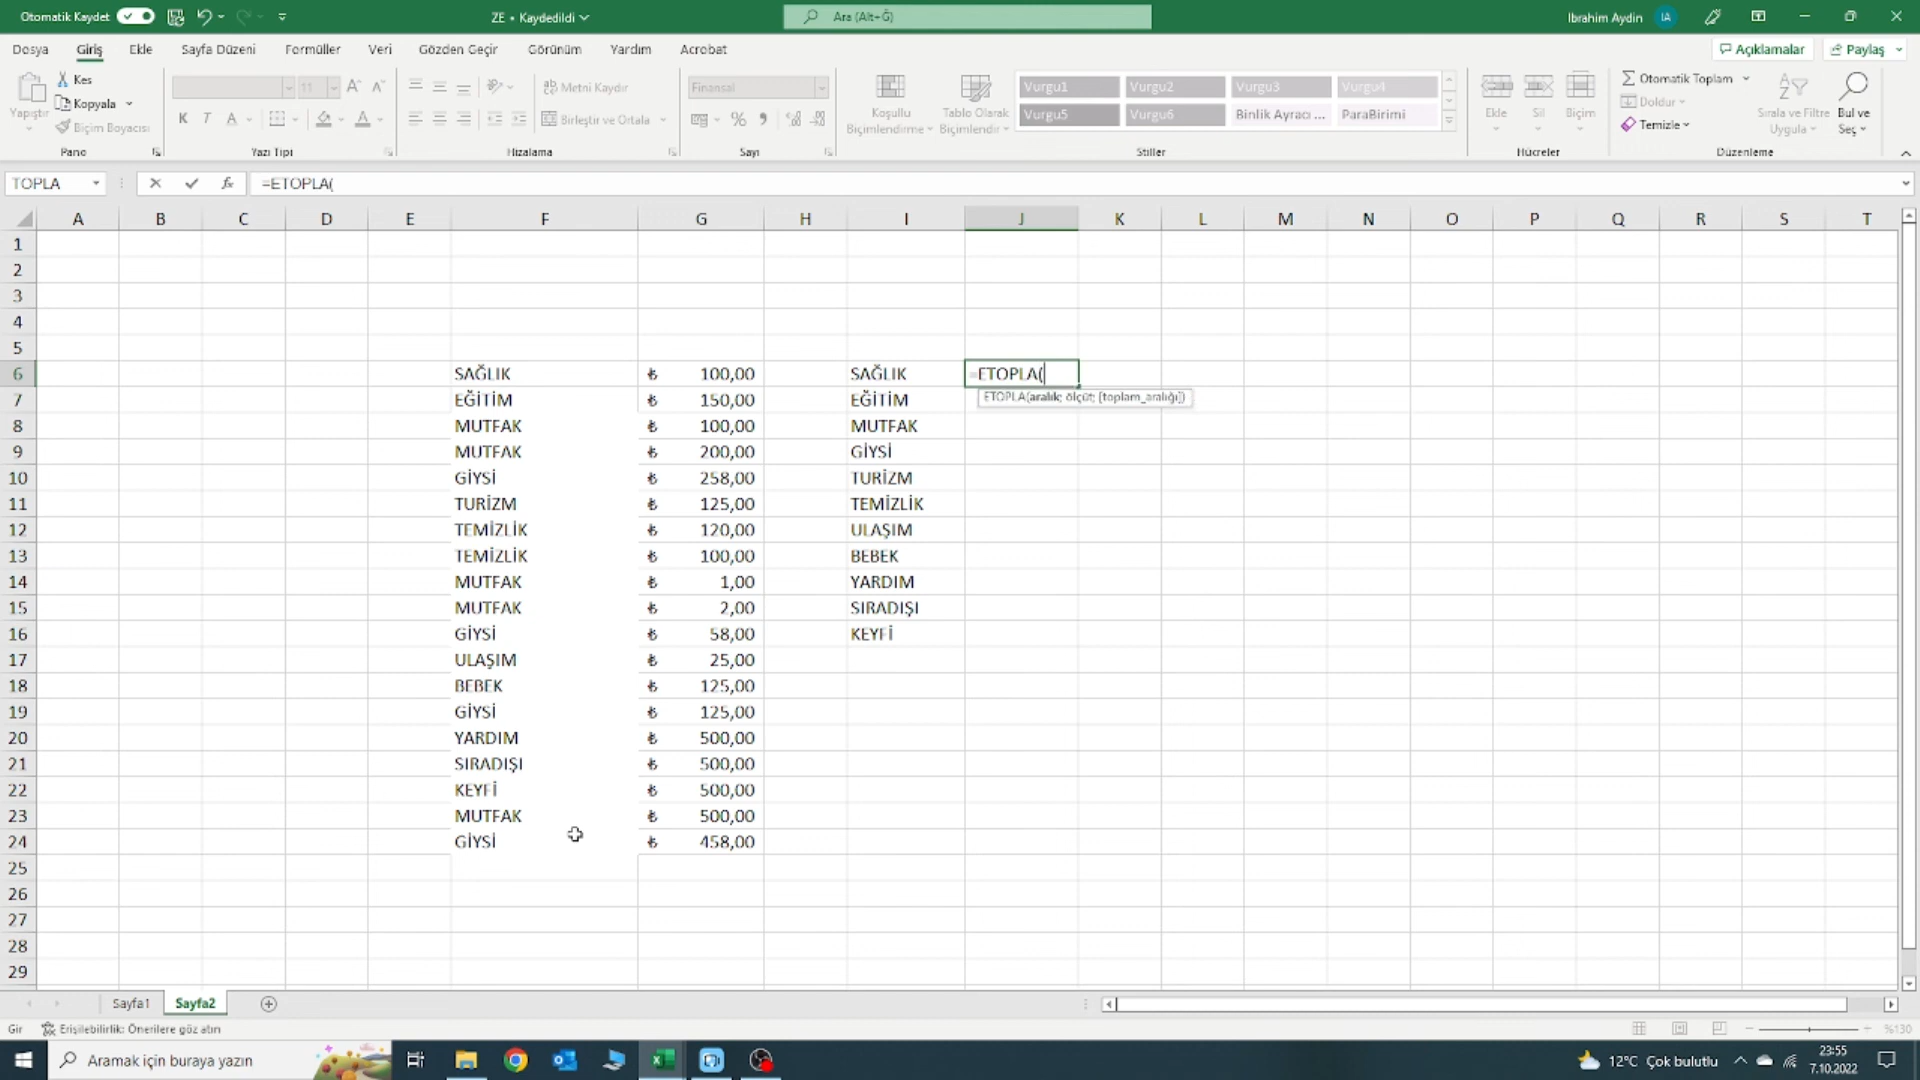 Otomatik Kaydet
ZE • Kaydedildi
Ara (Alt+Ğ)
Ibrahim Aydin
IA
Dosya Giriş Ekle Sayfa Düzeni Formüller Veri Gözden Geçir Görünüm Yardım Acrobat
Açıklamalar
Paylaş
Yapıştır
Kes
Kopyala
Biçim Boyacısı
Pano
11
K T A
Yazı Tipi
Metni Kaydır
Birleştir ve Ortala
Hizalama
Finansal
%
Sayı
Koşullu Biçimlendirme
Tablo Olarak Biçimlendir
Vurgu1 Vurgu2 Vurgu3 Vurgu4
Vurgu5 Vurgu6 Binlik Ayracı ... ParaBirimi
Stiller
Ekle Sil Biçim
Hücreler
Otomatik Toplam
Doldur
Temizle
Sırala ve Filtre Uygula
Bul ve Seç
Düzenleme
TOPLA
fx
=ETOPLA(
A B C D E F G H I J K L M N O P Q R S T
1
2
3
4
5
6 SAĞLIK ₺ 100,00 SAĞLIK =ETOPLA(
ETOPLA(aralık; ölçüt; [toplam_aralığı])
7 EĞİTİM ₺ 150,00 EĞİTİM
8 MUTFAK ₺ 100,00 MUTFAK
9 MUTFAK ₺ 200,00 GİYSİ
10 GİYSİ ₺ 258,00 TURİZM
11 TURİZM ₺ 125,00 TEMİZLİK
12 TEMİZLİK ₺ 120,00 ULAŞIM
13 TEMİZLİK ₺ 100,00 BEBEK
14 MUTFAK ₺ 1,00 YARDIM
15 MUTFAK ₺ 2,00 SIRADIŞI
16 GİYSİ ₺ 58,00 KEYFİ
17 ULAŞIM ₺ 25,00
18 BEBEK ₺ 125,00
19 GİYSİ ₺ 125,00
20 YARDIM ₺ 500,00
21 SIRADIŞI ₺ 500,00
22 KEYFİ ₺ 500,00
23 MUTFAK ₺ 500,00
24 GİYSİ ₺ 458,00
25
26
27
28
29
Sayfa1 Sayfa2
Gir Erişilebilirlik: Önerilere göz atın
%130
Aramak için buraya yazın
12°C Çok bulutlu
23:55
7.10.2022